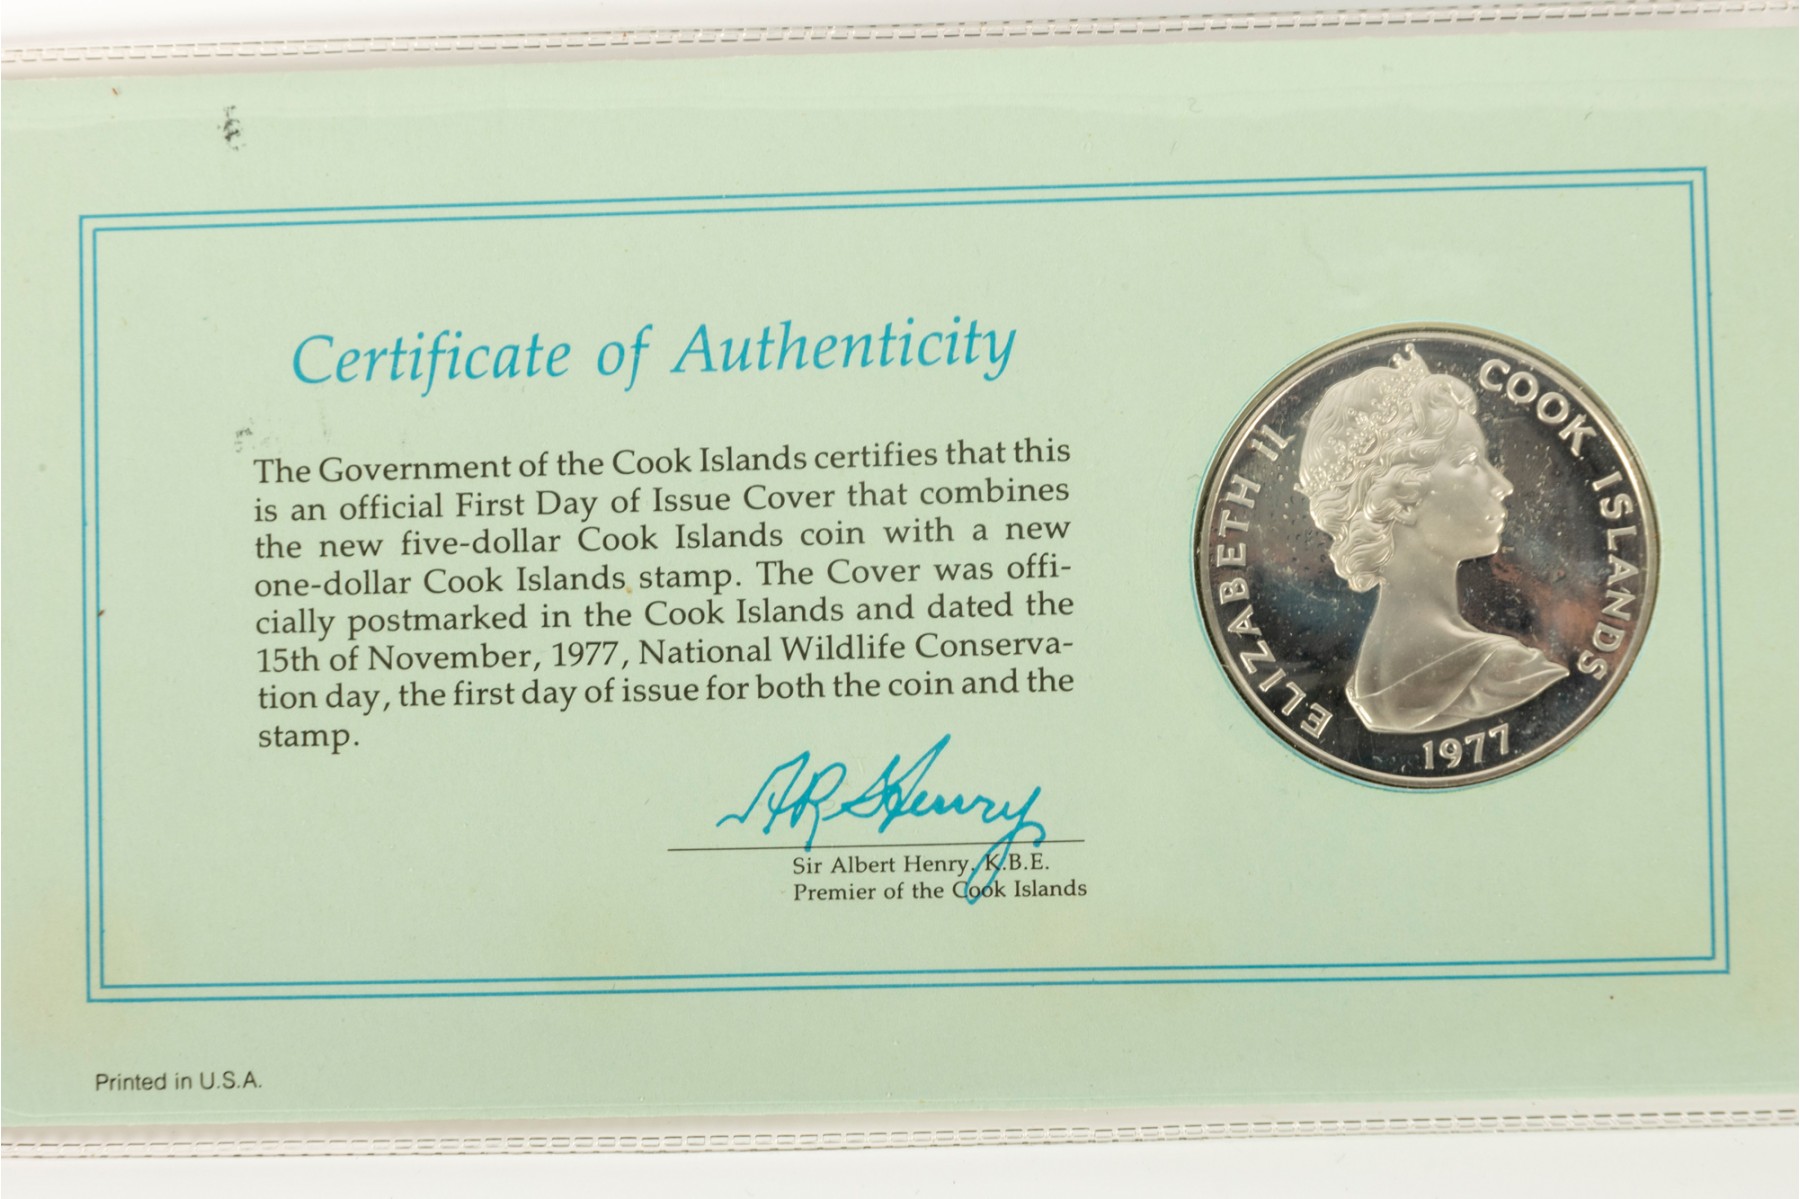 Certificate of Authenticity
The Government of the Cook Islands certifies that this
is an official First Day of Issue Cover that combines
the new five-dollar Cook Islands coin with a new
one-dollar Cook Islands stamp. The Cover was offi-
cially postmarked in the Cook Islands and dated the
15th of November, 1977, National Wildlife Conserva-
tion day, the first day of issue for both the coin and the
stamp.
A R Henry
Sir Albert Henry, K.B.E.
Premier of the Cook Islands
ELIZABETH II
COOK ISLANDS
1977
Printed in U.S.A.